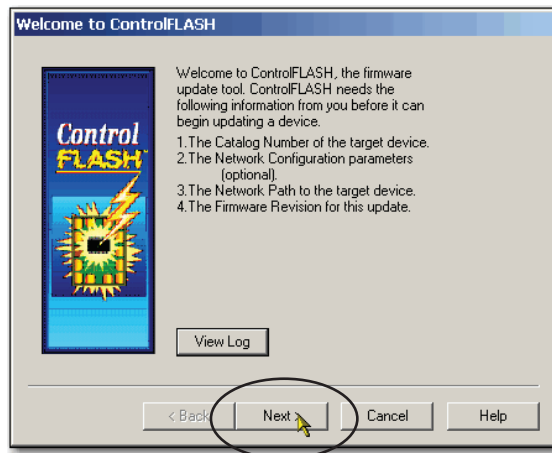 Welcome to ControlFLASH
Control
FLASH™
Welcome to ControlFLASH, the firmware
update tool. ControlFLASH needs the
following information from you before it can
begin updating a device.
1.The Catalog Number of the target device.
2.The Network Configuration parameters
(optional).
3.The Network Path to the target device.
4.The Firmware Revision for this update.
View Log
< Back
Next >
Cancel
Help